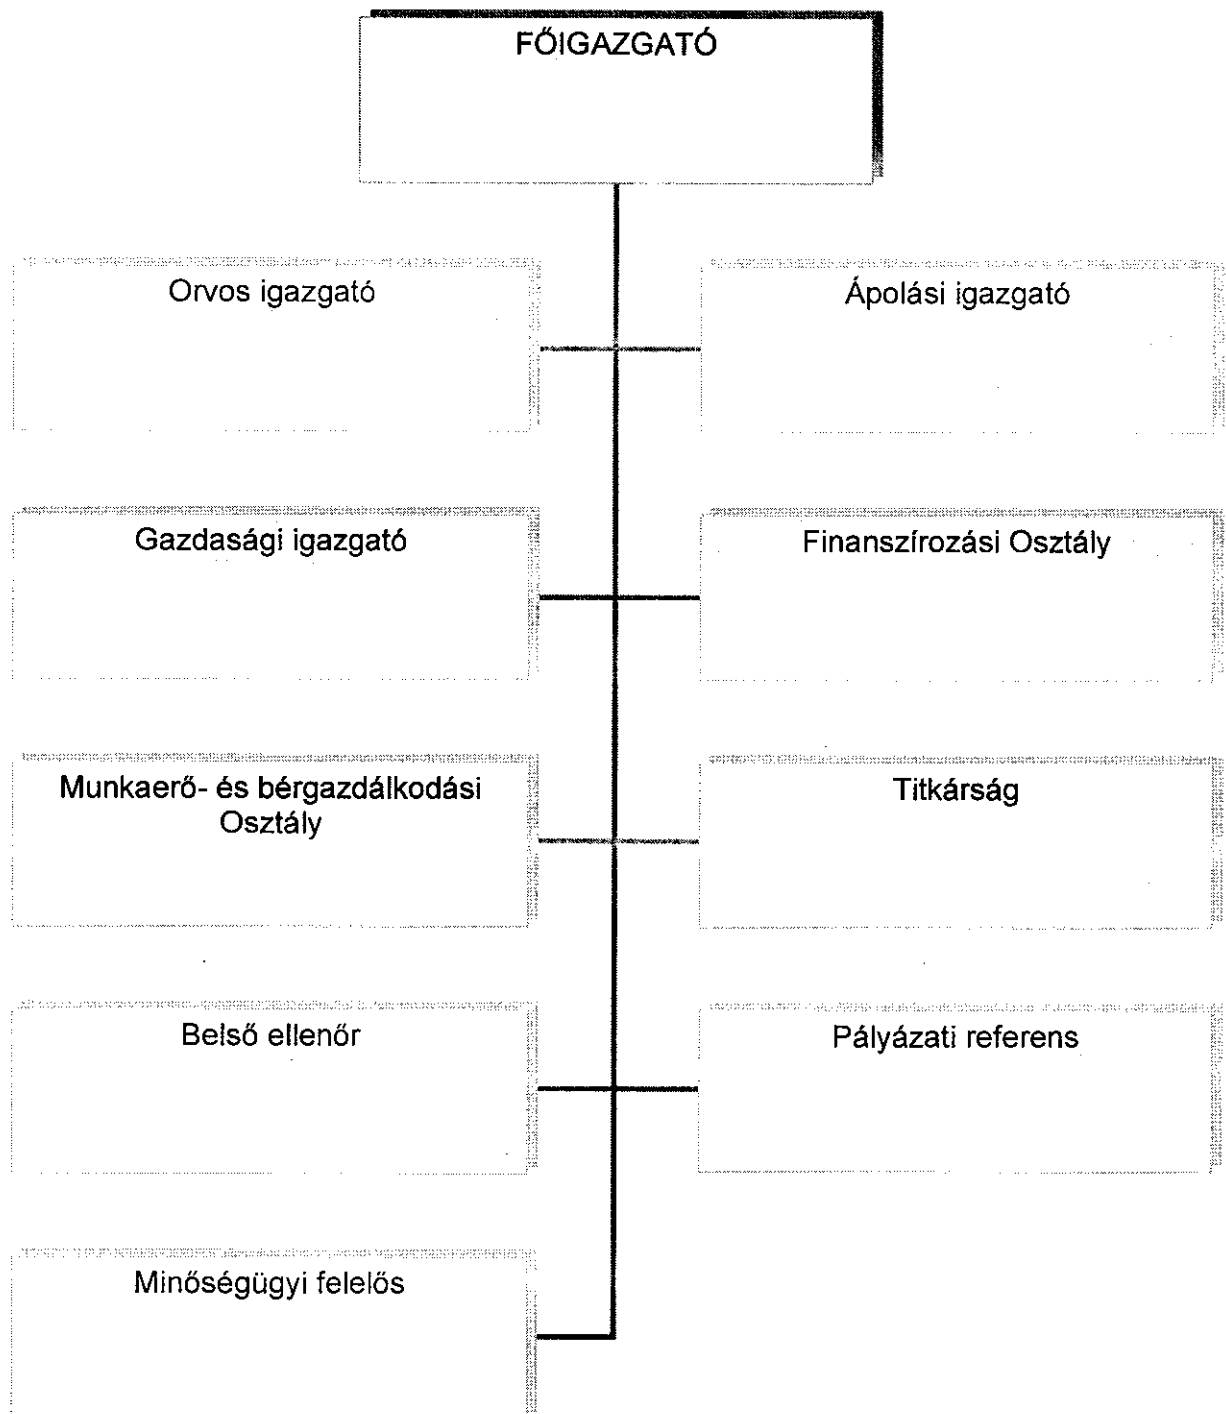 FŐIGAZGATÓ
Orvos igazgató
Ápolási igazgató
Gazdasági igazgató
Finanszírozási Osztály
Munkaerő- és bérgazdálkodási
Osztály
Titkárság
Belső ellenőr
Pályázati referens
Minőségügyi felelős